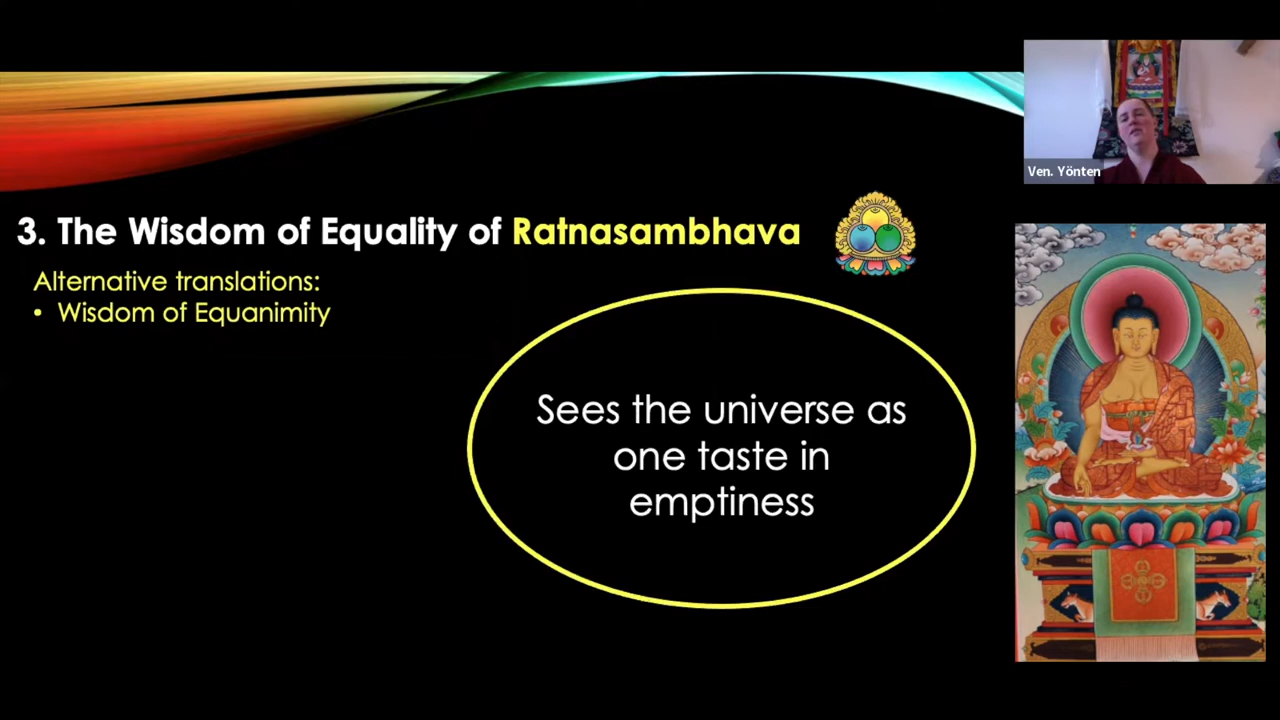 3. The Wisdom of Equality of Ratnasambhava
Alternative translations:
• Wisdom of Equanimity
Sees the universe as
one taste in
emptiness
Ven. Yönten